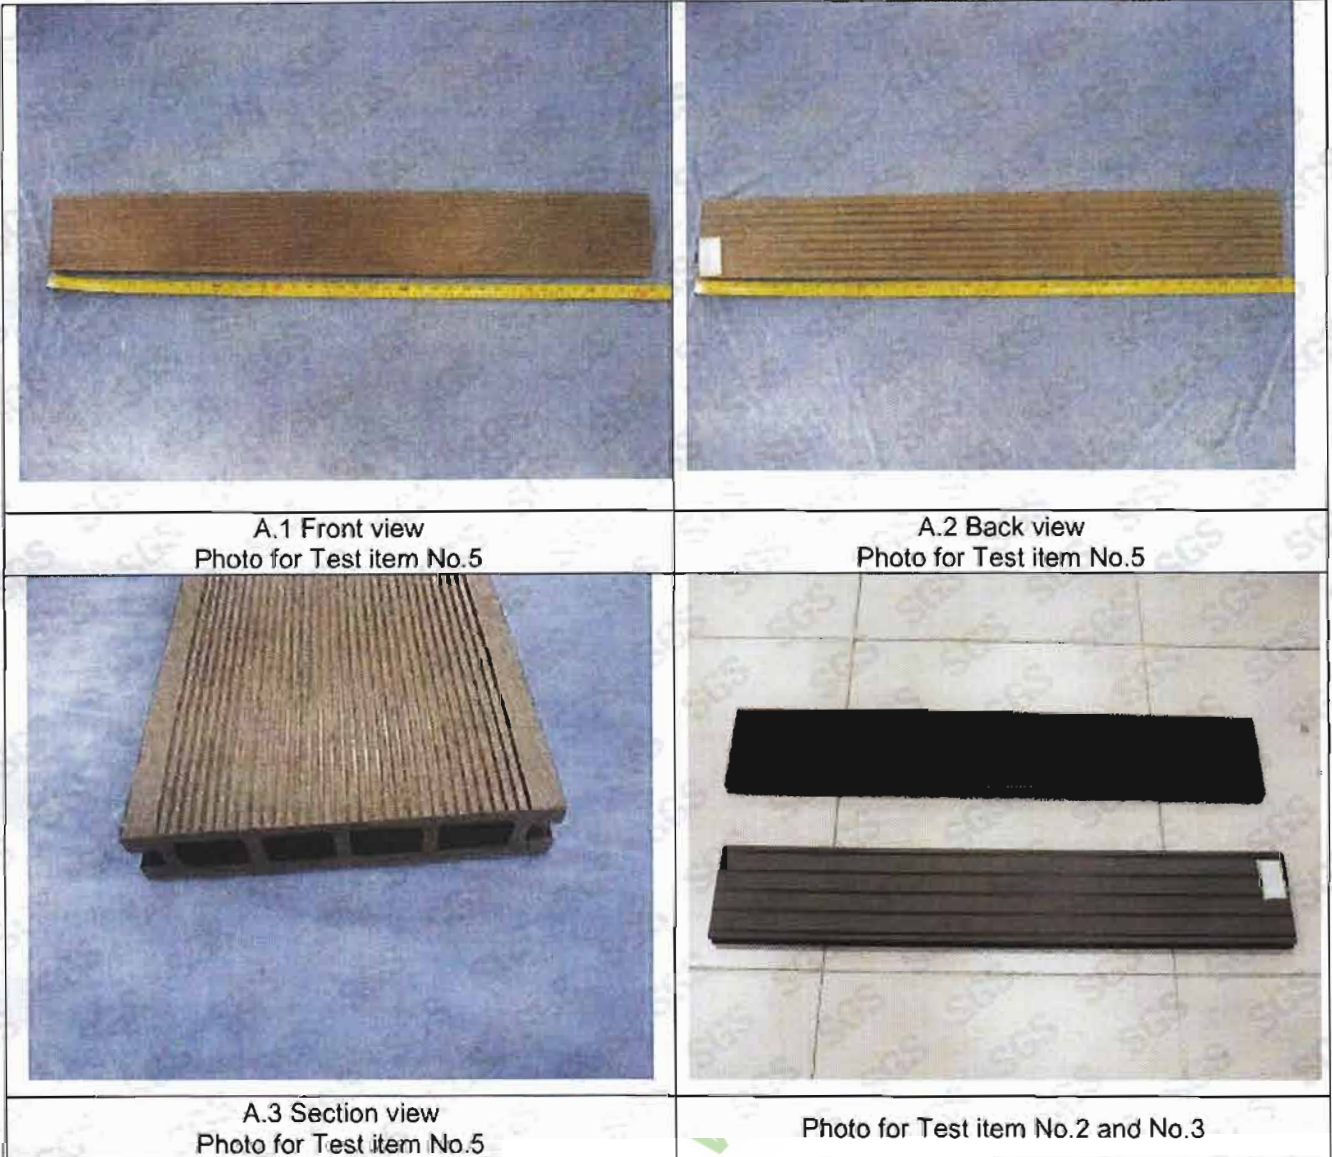 A.1 Front view
Photo for Test item No.5
A.2 Back view
Photo for Test item No.5
A.3 Section view
Photo for Test item No.5
Photo for Test item No.2 and No.3